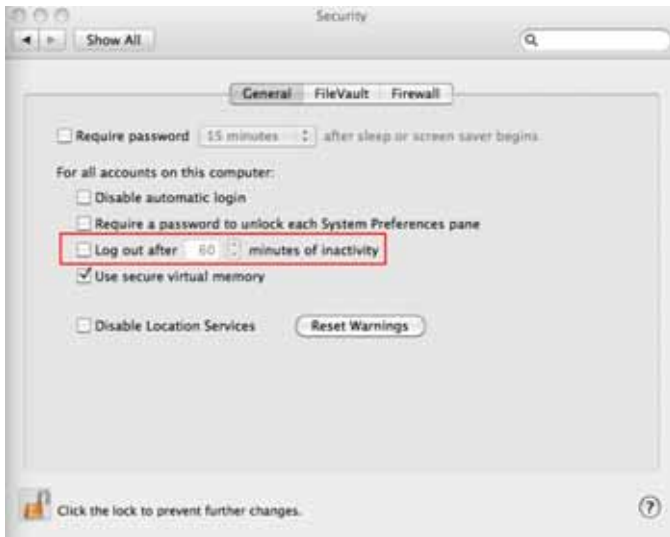 Security
Show All
General FileVault Firewall
Require password 15 minutes after sleep or screen saver begins
For all accounts on this computer:
Disable automatic login
Require a password to unlock each System Preferences pane
Log out after 60 minutes of inactivity
Use secure virtual memory
Disable Location Services Reset Warnings
Click the lock to prevent further changes. ?